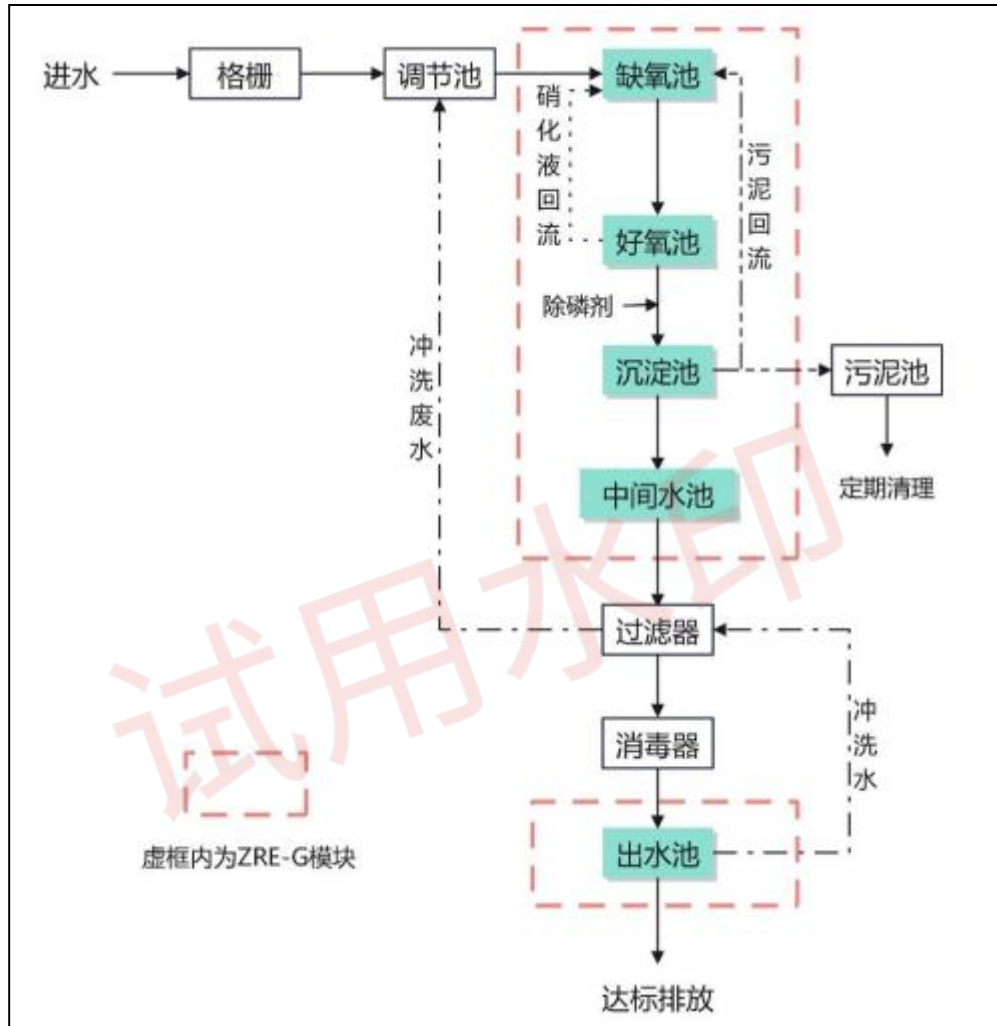 进水
格栅
调节池
缺氧池
硝化液回流
污泥回流
好氧池
除磷剂
沉淀池
污泥池
冲洗废水
中间水池
定期清理
过滤器
冲洗水
消毒器
出水池
虚框内为ZRE-G模块
达标排放
试用水印